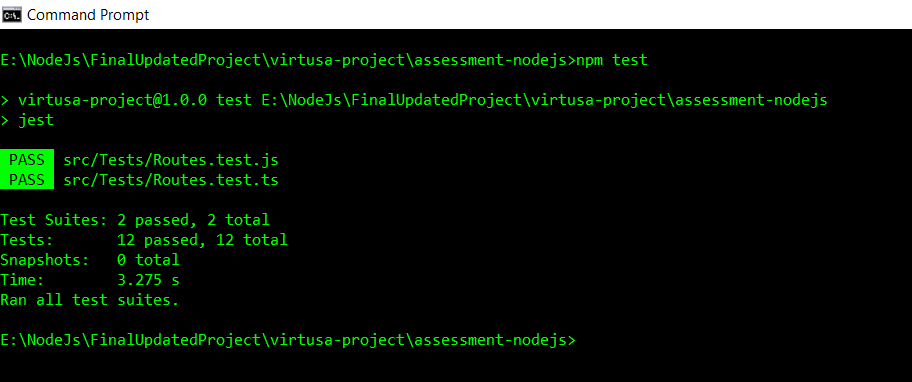 Command Prompt
E:\NodeJs\FinalUpdatedProject\virtusa-project\assessment-nodejs>npm test
> virtusa-project@1.0.0 test E:\NodeJs\FinalUpdatedProject\virtusa-project\assessment-nodejs
> jest
PASS src/Tests/Routes.test.js
PASS src/Tests/Routes.test.ts
Test Suites: 2 passed, 2 total
Tests:       12 passed, 12 total
Snapshots:   0 total
Time:        3.275 s
Ran all test suites.
E:\NodeJs\FinalUpdatedProject\virtusa-project\assessment-nodejs>